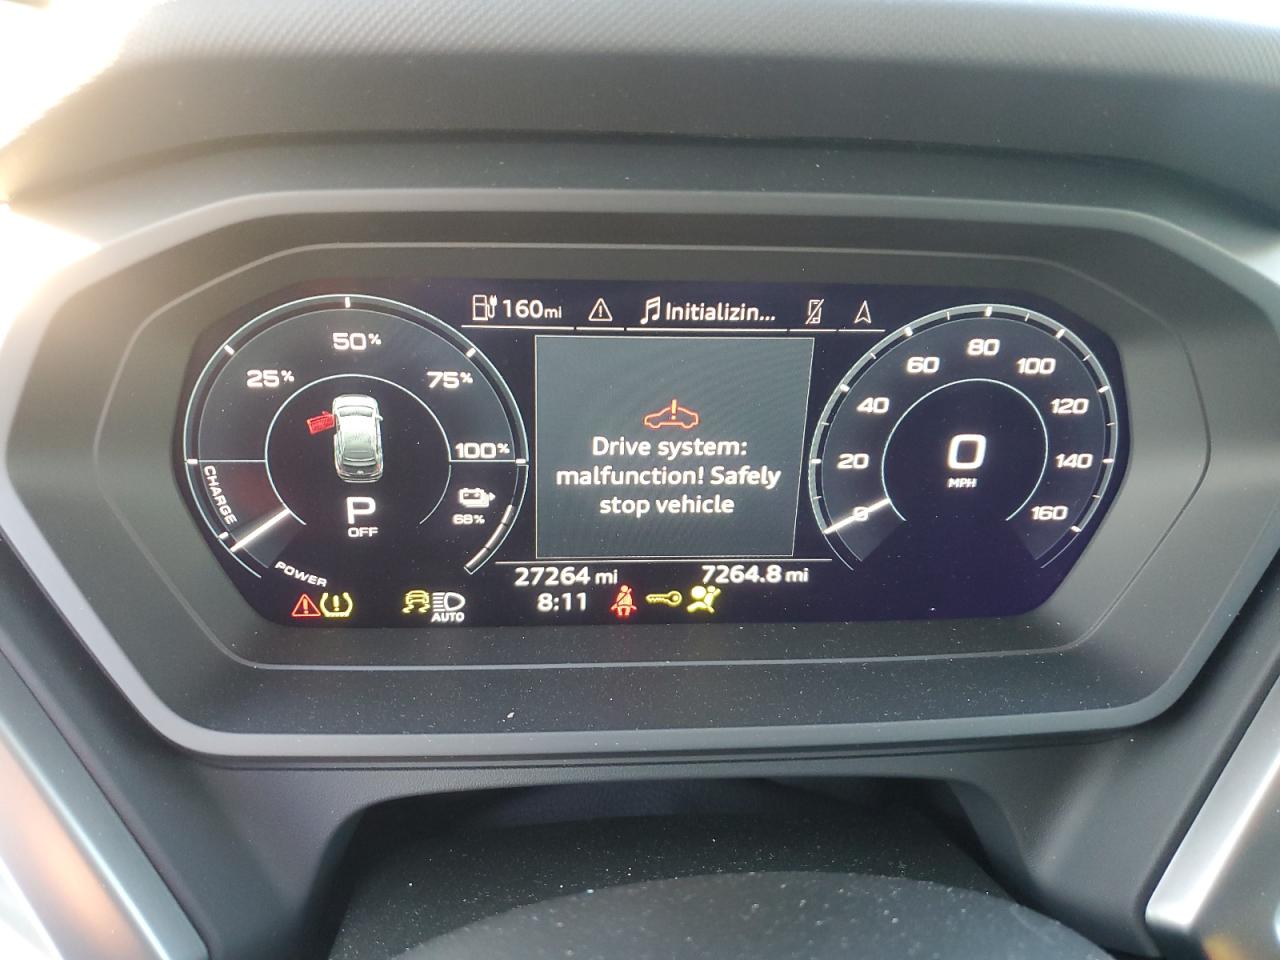 160mi
Initializin...
50%
25%
75%
100%
CHARGE
POWER
P
OFF
68%
Drive system:
malfunction! Safely
stop vehicle
0
20
40
60
80
100
120
140
160
0
MPH
27264 mi
7264.8 mi
8:11
AUTO